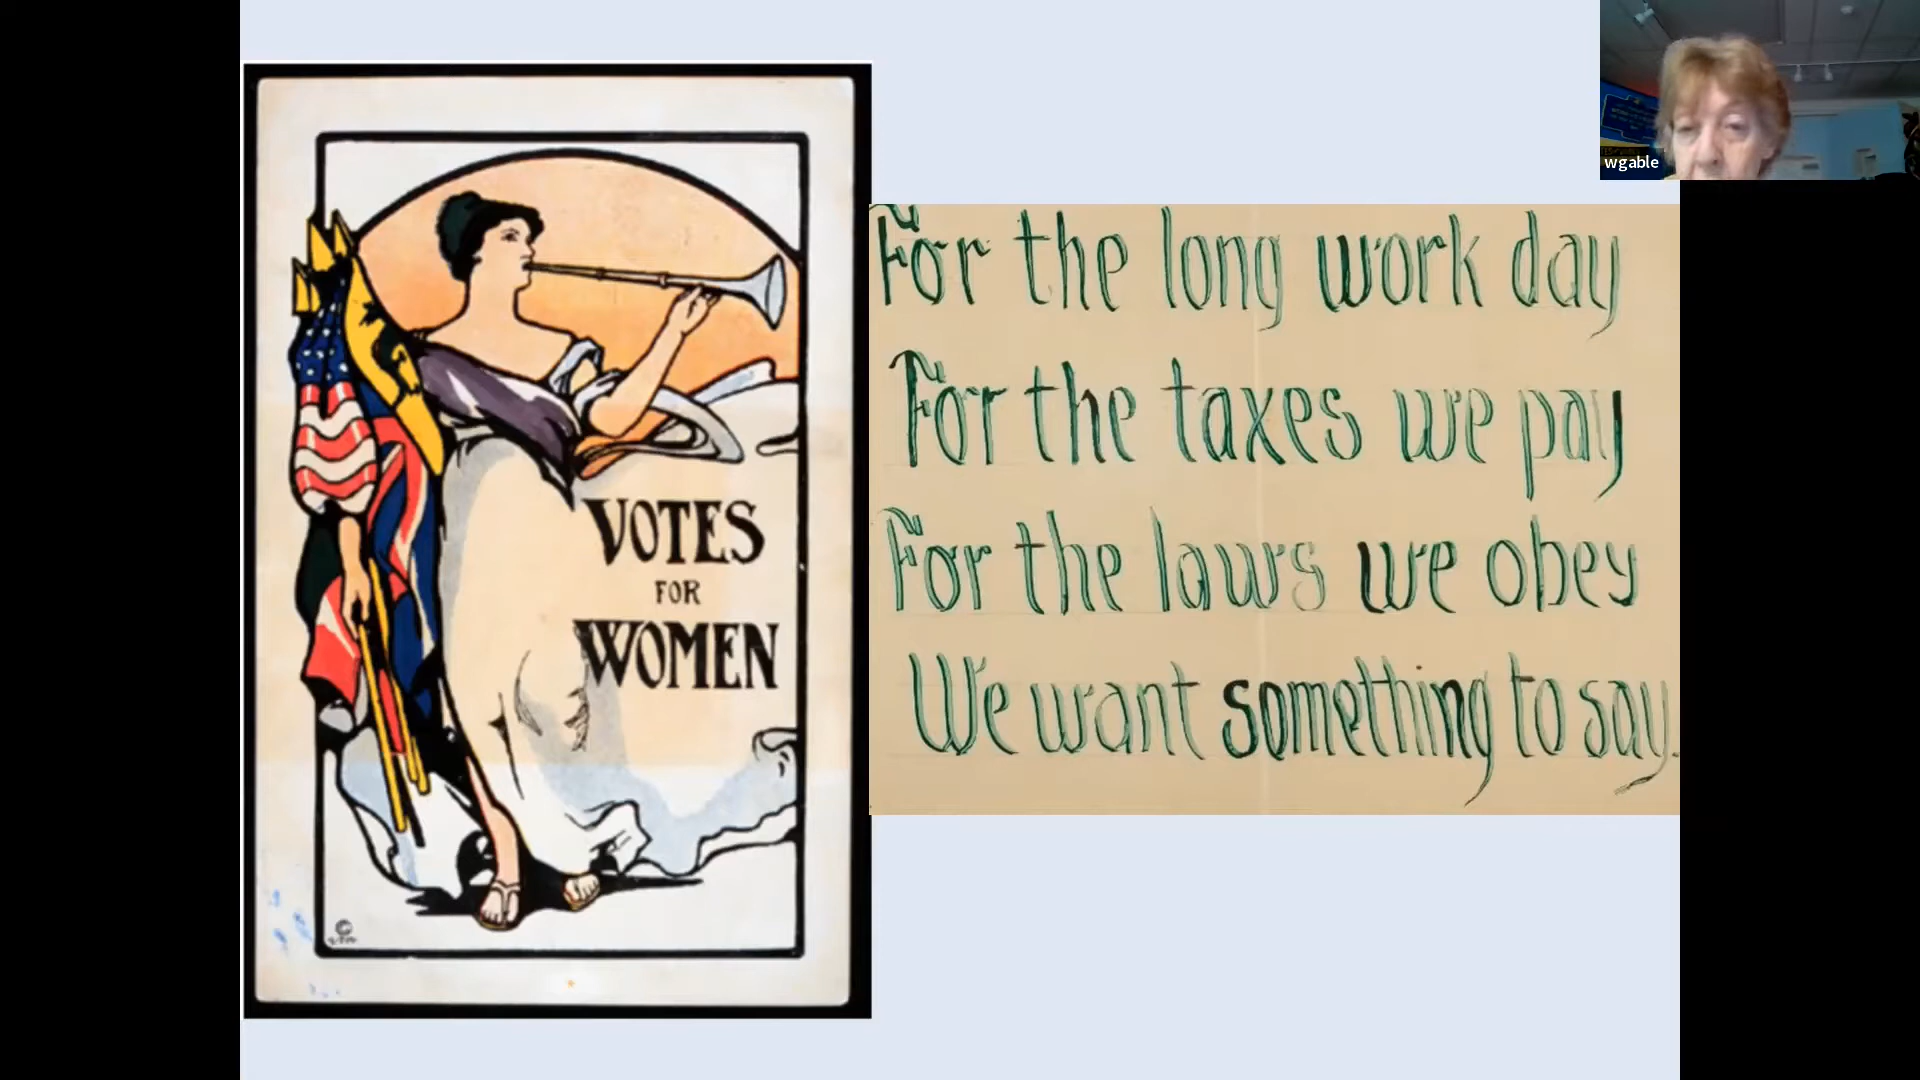 VOTES
FOR
WOMEN
For the long work day
For the taxes we pay
For the laws we obey
We want something to say.
wgable